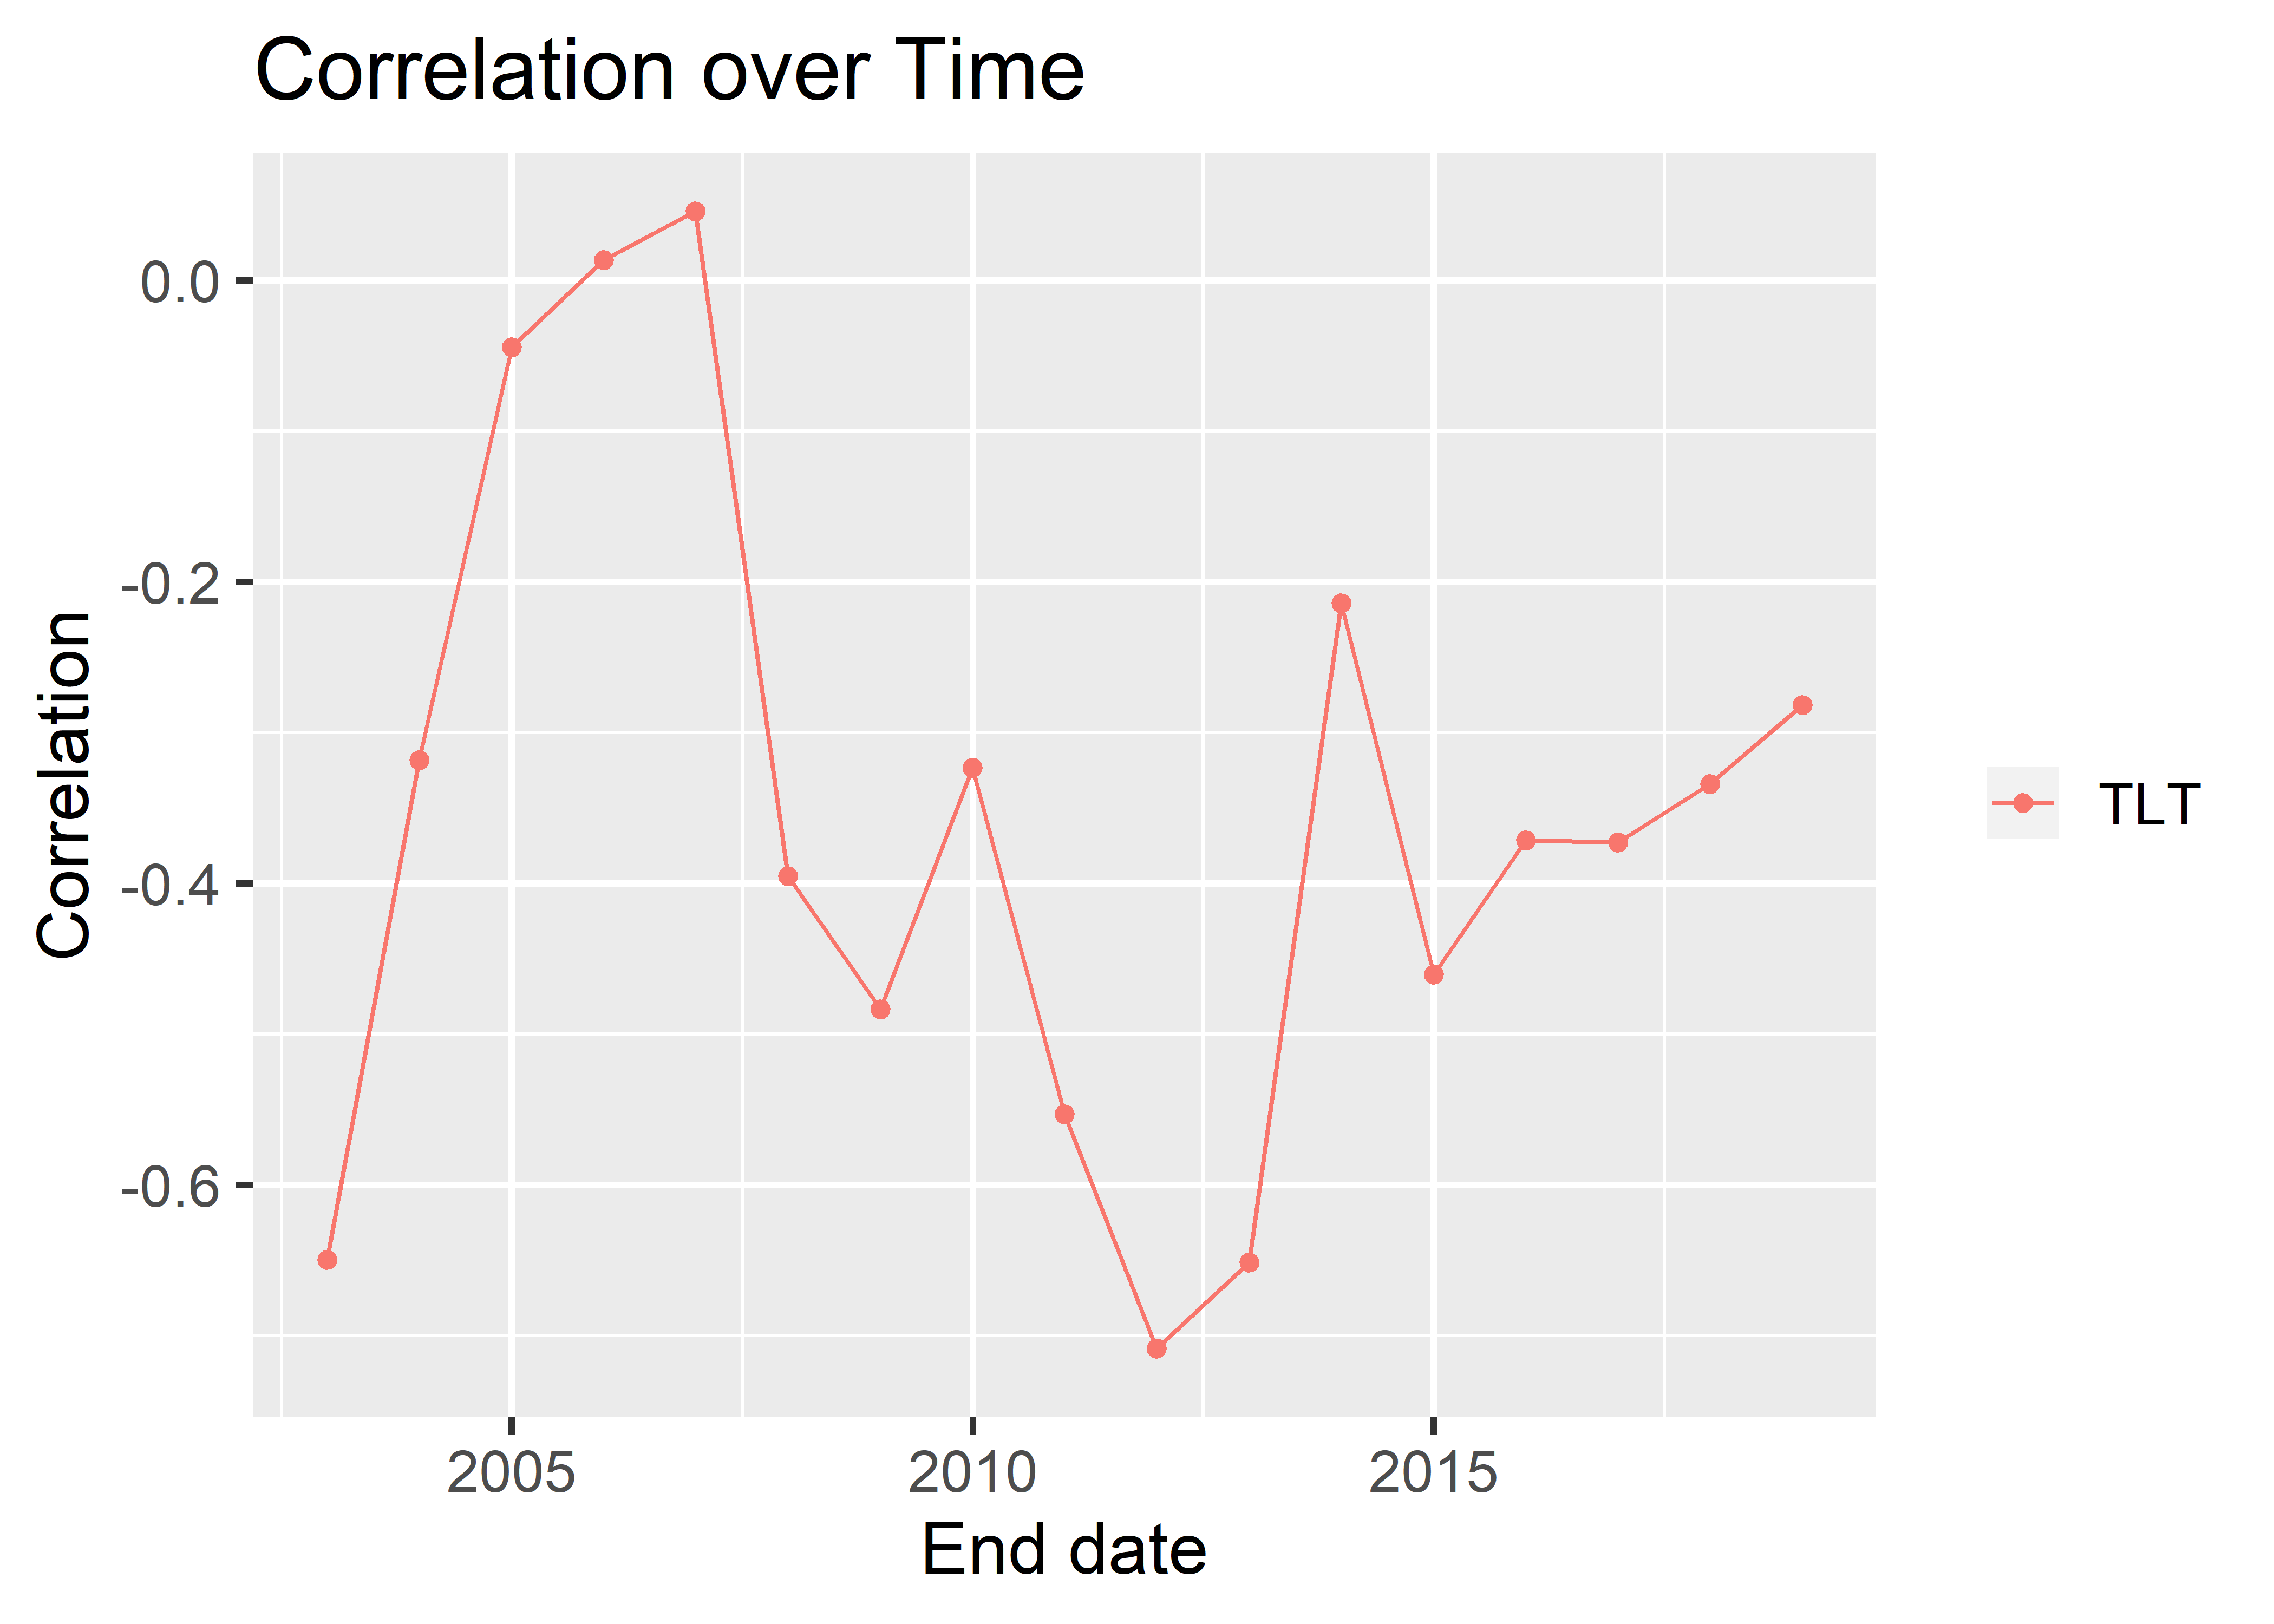 Correlation over Time
Correlation
0.0
-0.2
-0.4
-0.6
2005
2010
2015
End date
TLT